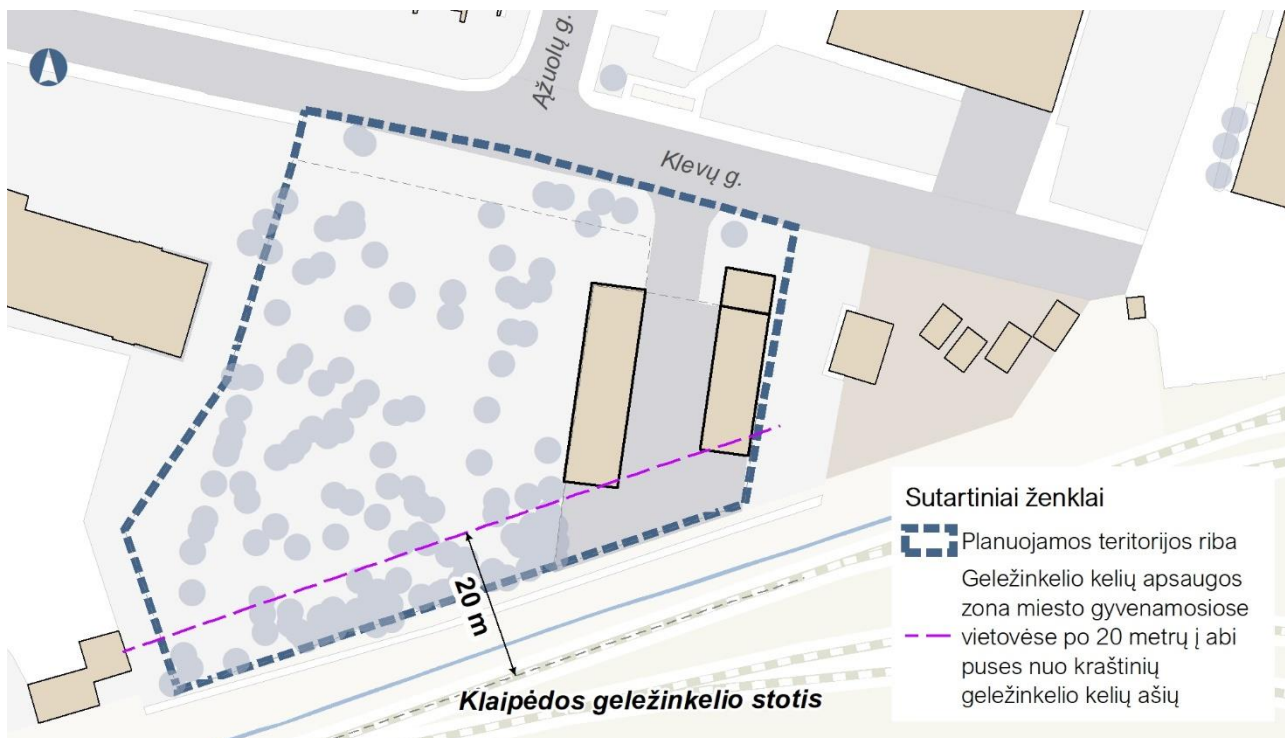 Ąžuolų g.
Klevų g.
20 m
Klaipėdos geležinkelio stotis
Sutartiniai ženklai
Planuojamos teritorijos riba
Geležinkelio kelių apsaugos
zona miesto gyvenamosiose
vietovėse po 20 metrų į abi
puses nuo kraštinių
geležinkelio kelių ašių